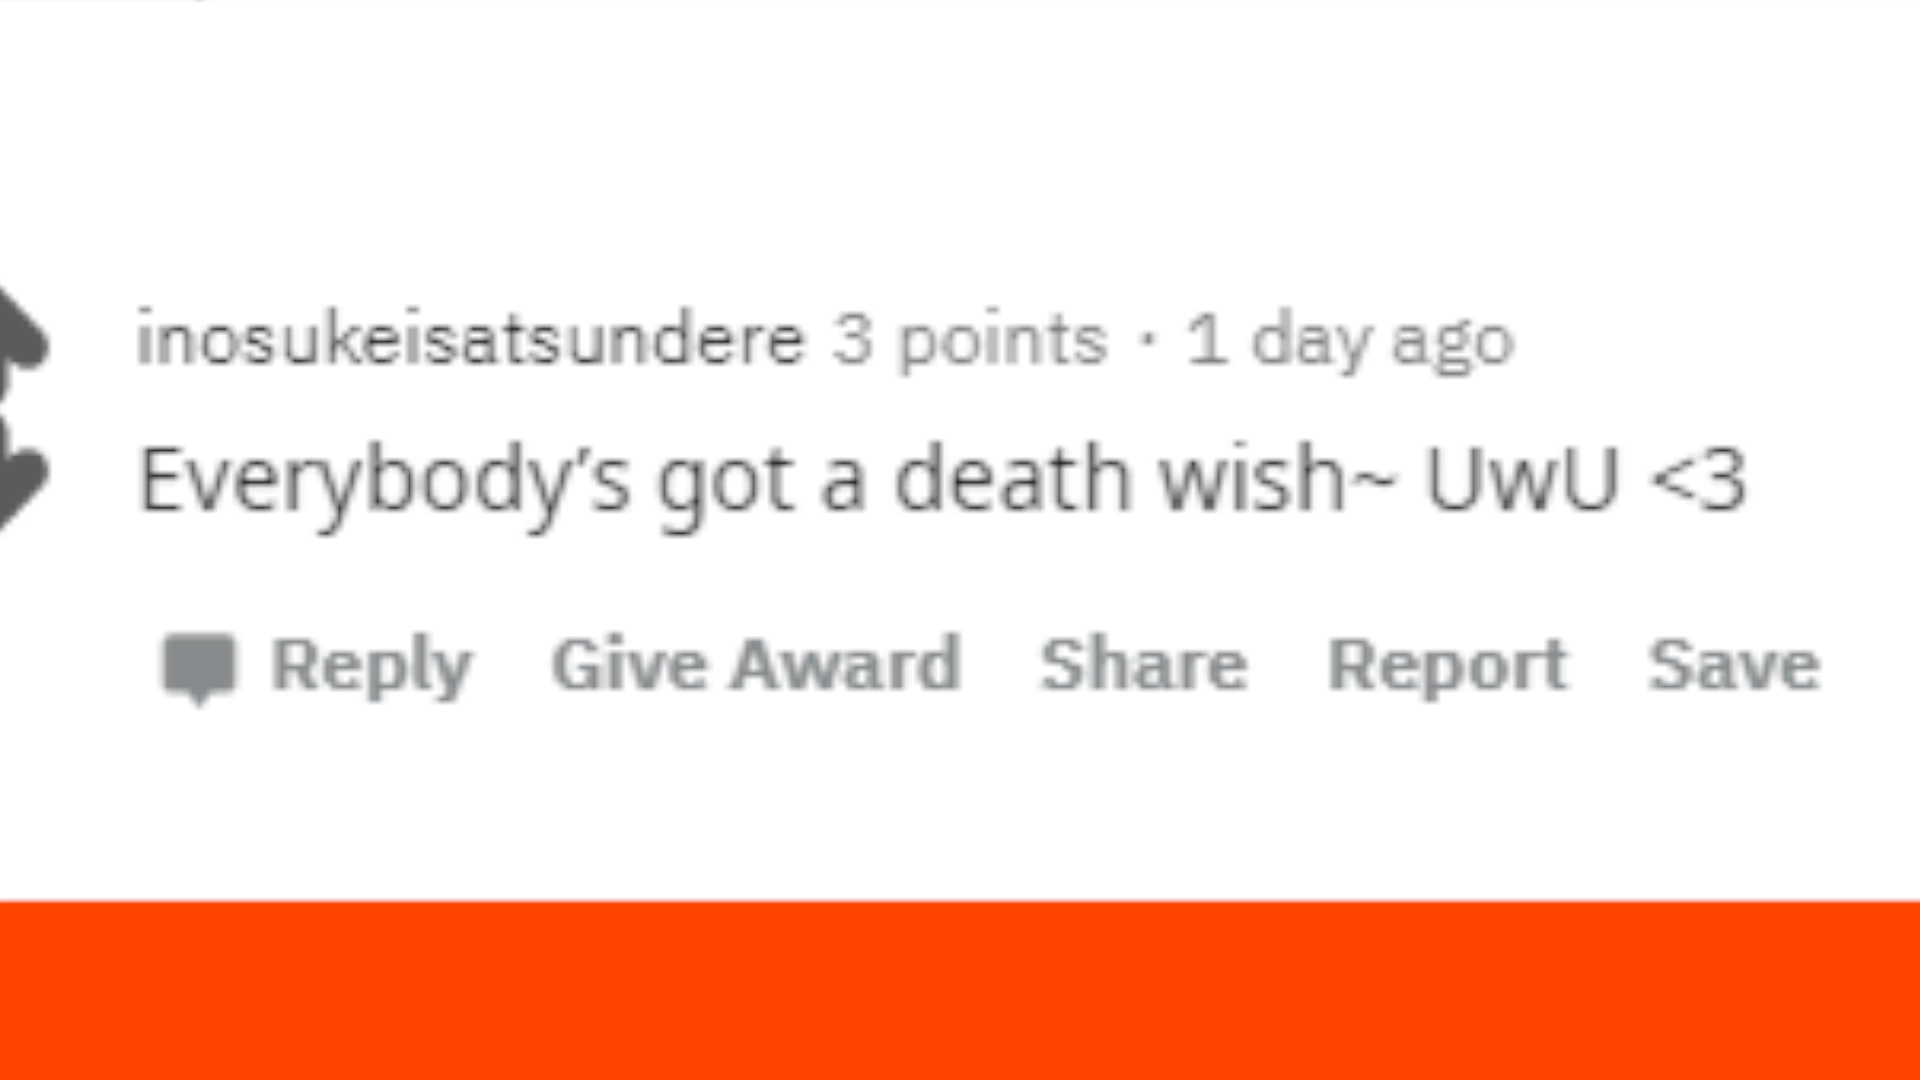 inosukeisatsundere 3 points · 1 day ago
Everybody’s got a death wish~ UwU <3
Reply Give Award Share Report Save